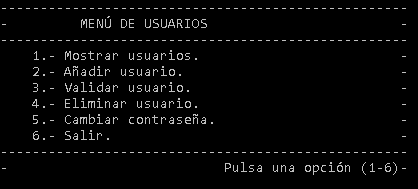 ---------------------------------------------------
-         MENÚ DE USUARIOS                        -
---------------------------------------------------
    1.- Mostrar usuarios.                         -
    2.- Añadir usuario.                           -
    3.- Validar usuario.                          -
    4.- Eliminar usuario.                         -
    5.- Cambiar contraseña.                       -
    6.- Salir.                                    -
---------------------------------------------------
-                           Pulsa una opción (1-6)-
---------------------------------------------------